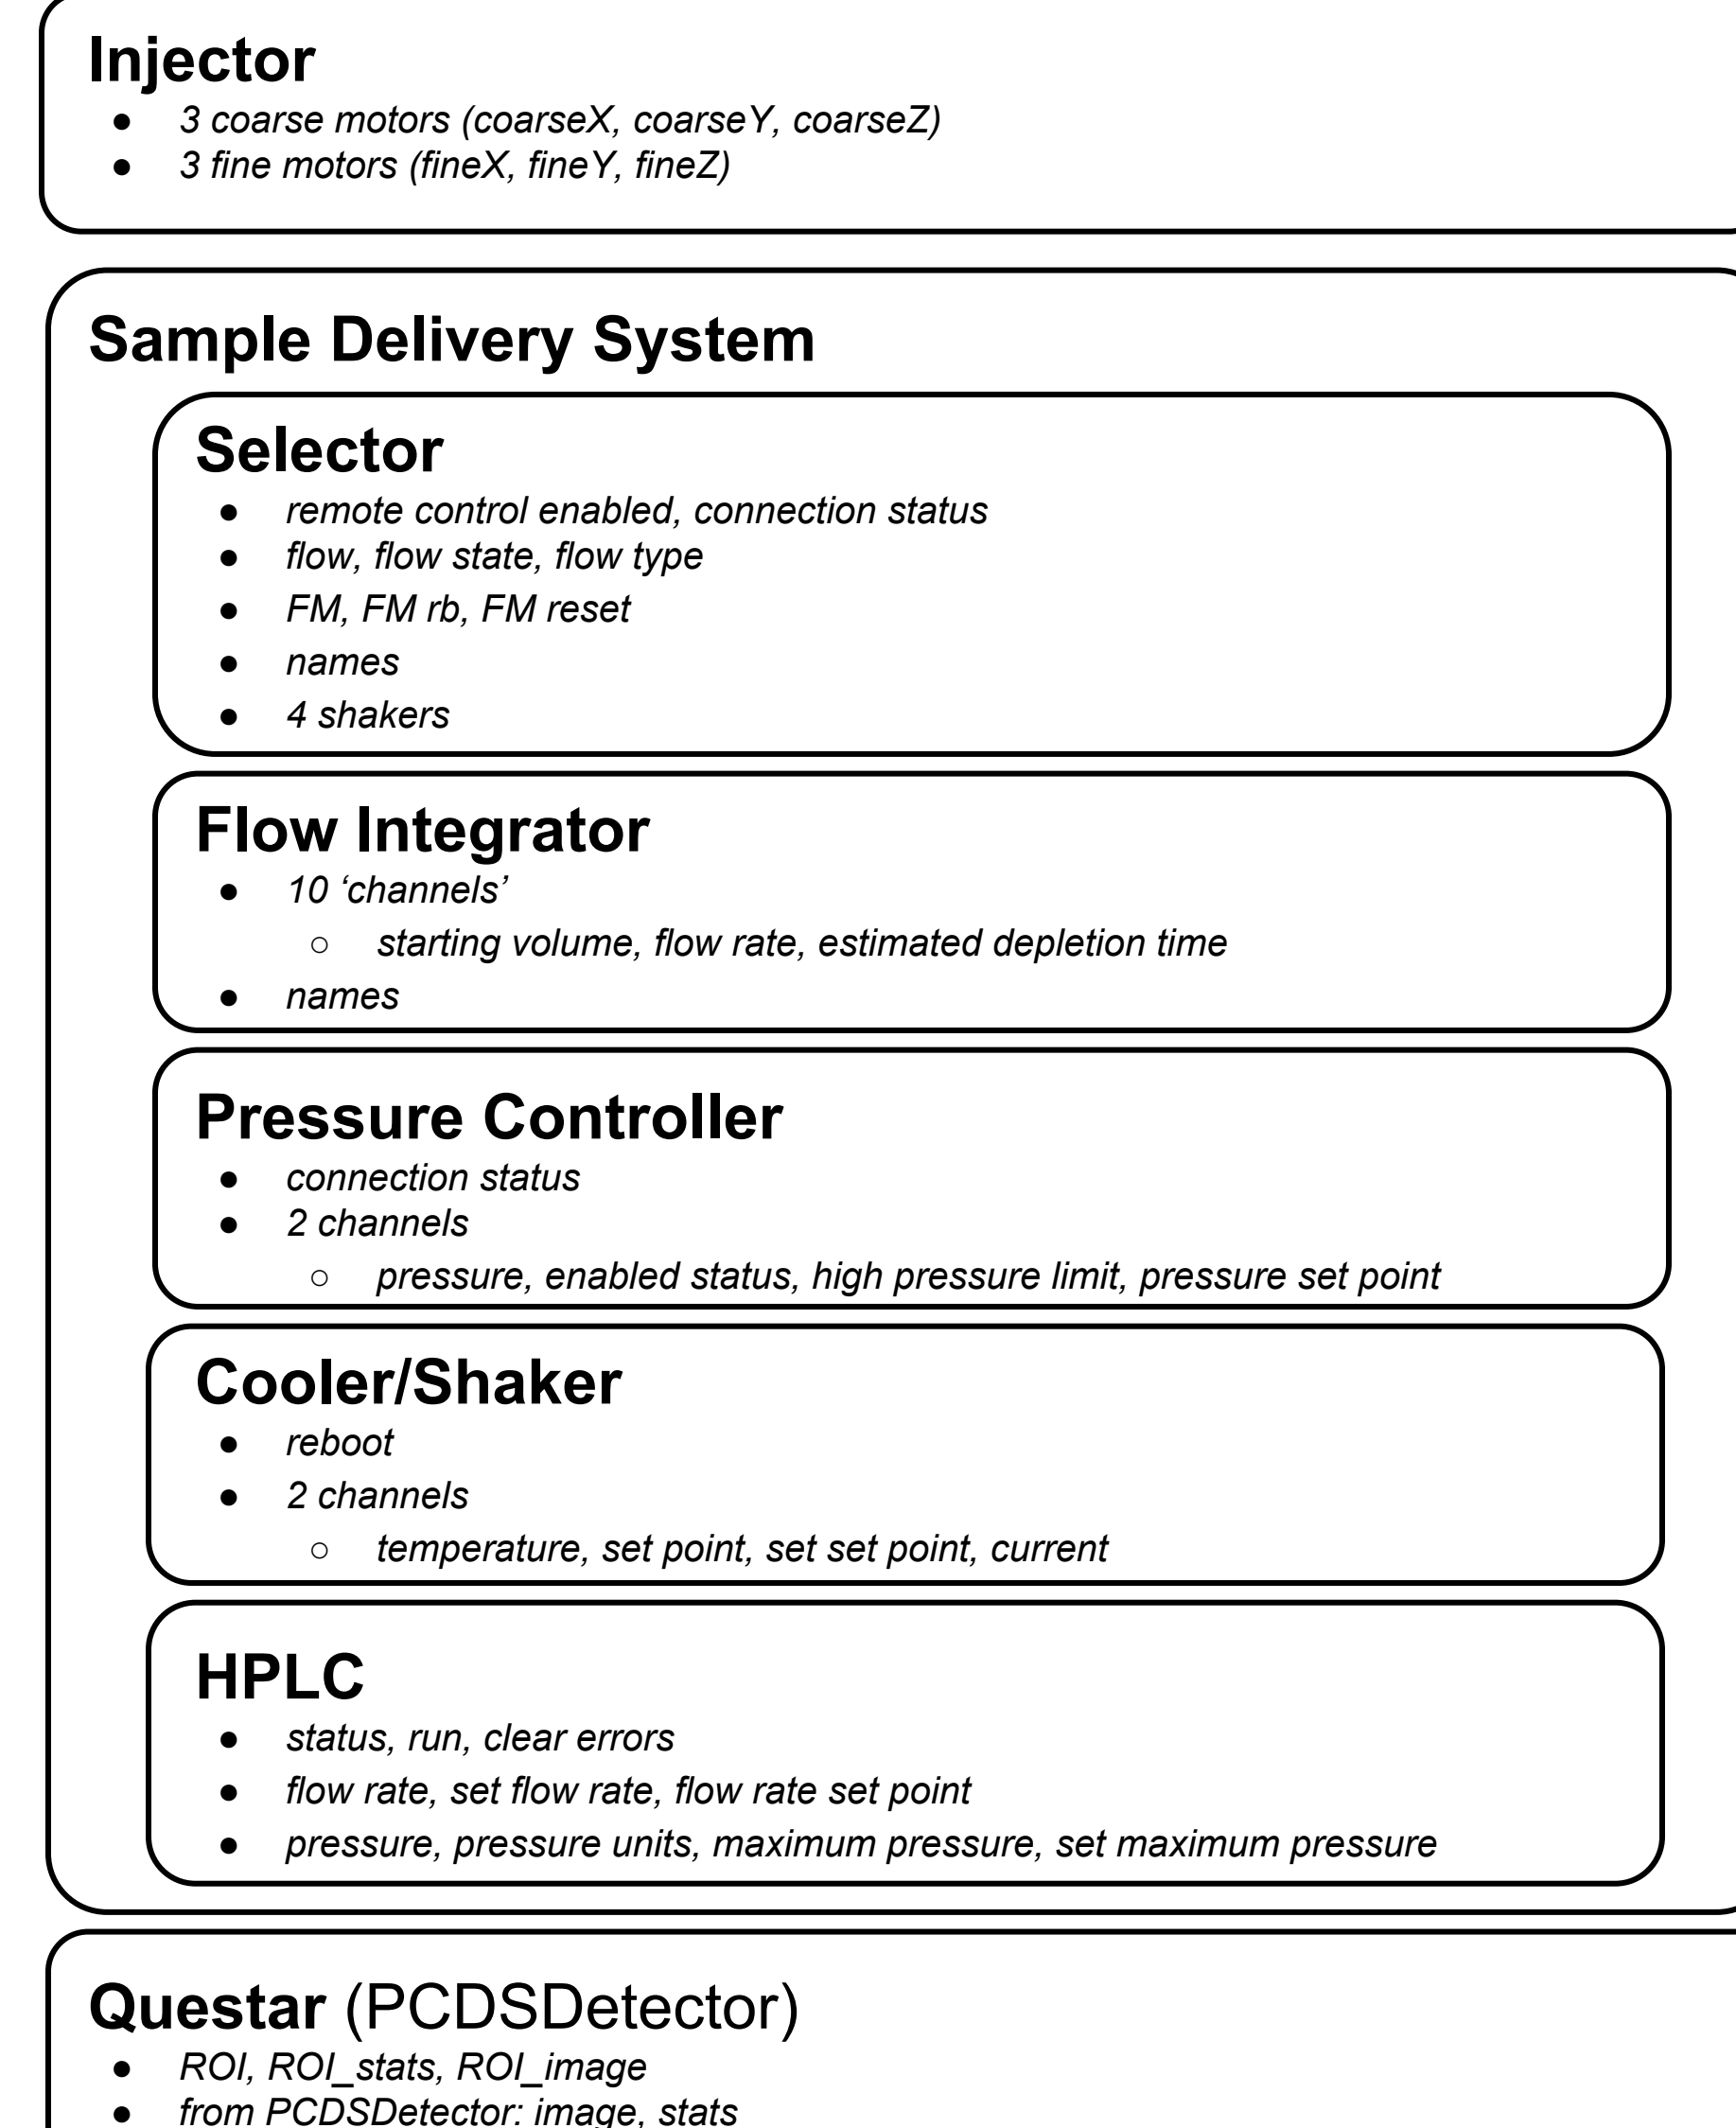 Injector
● 3 coarse motors (coarseX, coarseY, coarseZ)
● 3 fine motors (fineX, fineY, fineZ)
Sample Delivery System
Selector
● remote control enabled, connection status
● flow, flow state, flow type
● FM, FM rb, FM reset
● names
● 4 shakers
Flow Integrator
● 10 ‘channels’
○ starting volume, flow rate, estimated depletion time
● names
Pressure Controller
● connection status
● 2 channels
○ pressure, enabled status, high pressure limit, pressure set point
Cooler/Shaker
● reboot
● 2 channels
○ temperature, set point, set set point, current
HPLC
● status, run, clear errors
● flow rate, set flow rate, flow rate set point
● pressure, pressure units, maximum pressure, set maximum pressure
Questar (PCDSDetector)
● ROI, ROI_stats, ROI_image
● from PCDSDetector: image, stats